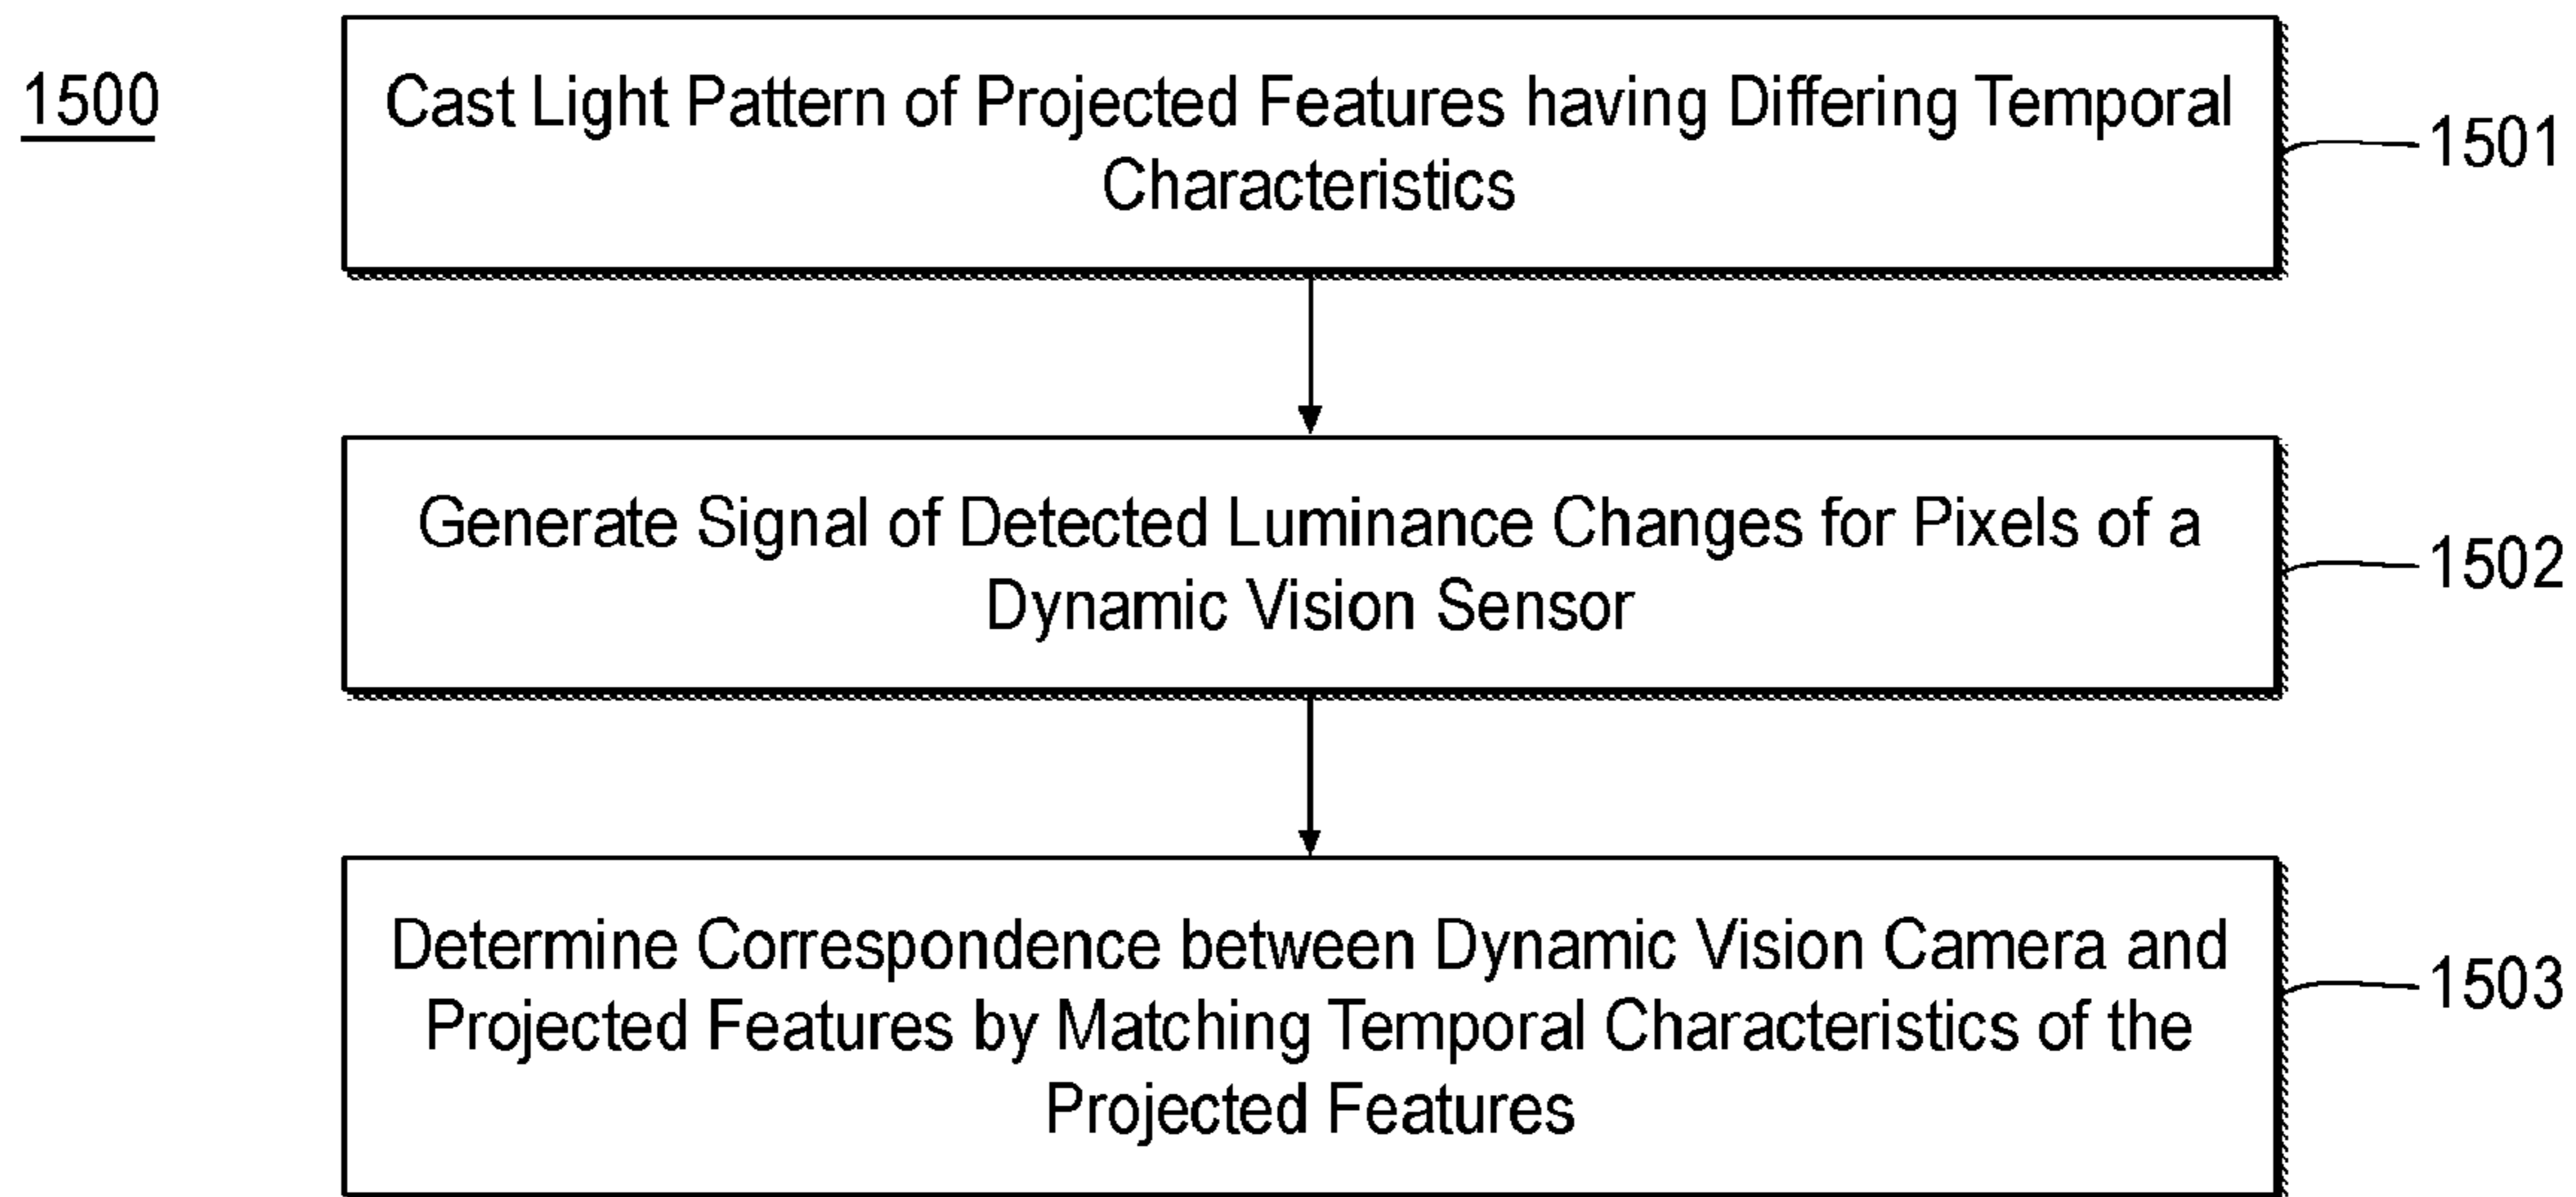 1500
Cast Light Pattern of Projected Features having Differing Temporal
Characteristics
1501
Generate Signal of Detected Luminance Changes for Pixels of a
Dynamic Vision Sensor
1502
Determine Correspondence between Dynamic Vision Camera and
Projected Features by Matching Temporal Characteristics of the
Projected Features
1503